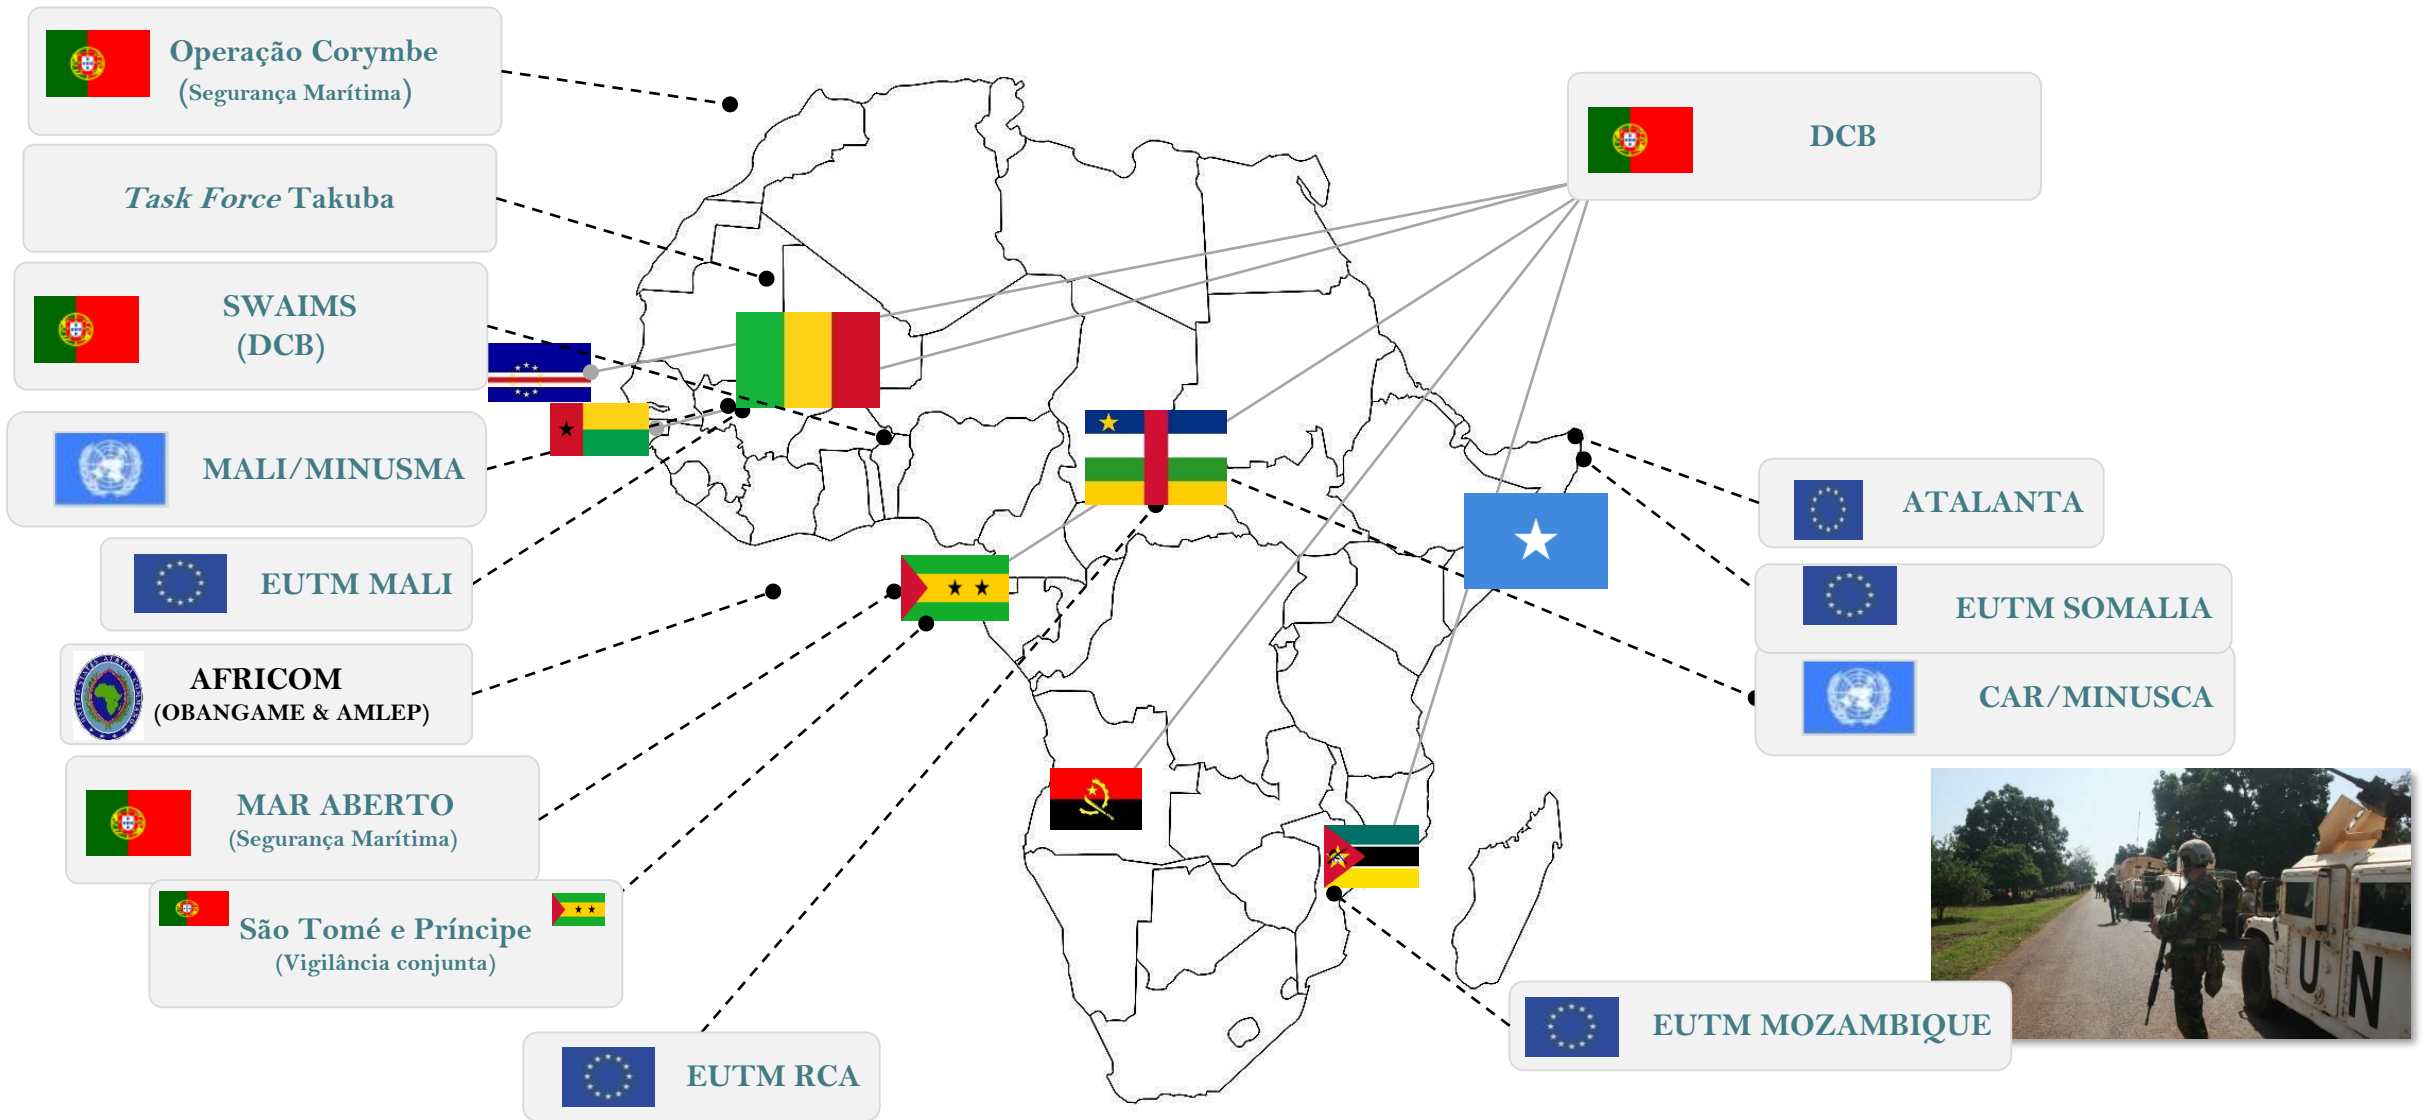 Operação Corymbe
(Segurança Marítima)
Task Force Takuba
SWAIMS
(DCB)
MALI/MINUSMA
EUTM MALI
AFRICOM
(OBANGAME & AMLEP)
MAR ABERTO
(Segurança Marítima)
São Tomé e Príncipe
(Vigilância conjunta)
EUTM RCA
DCB
ATALANTA
EUTM SOMALIA
CAR/MINUSCA
EUTM MOZAMBIQUE
UN